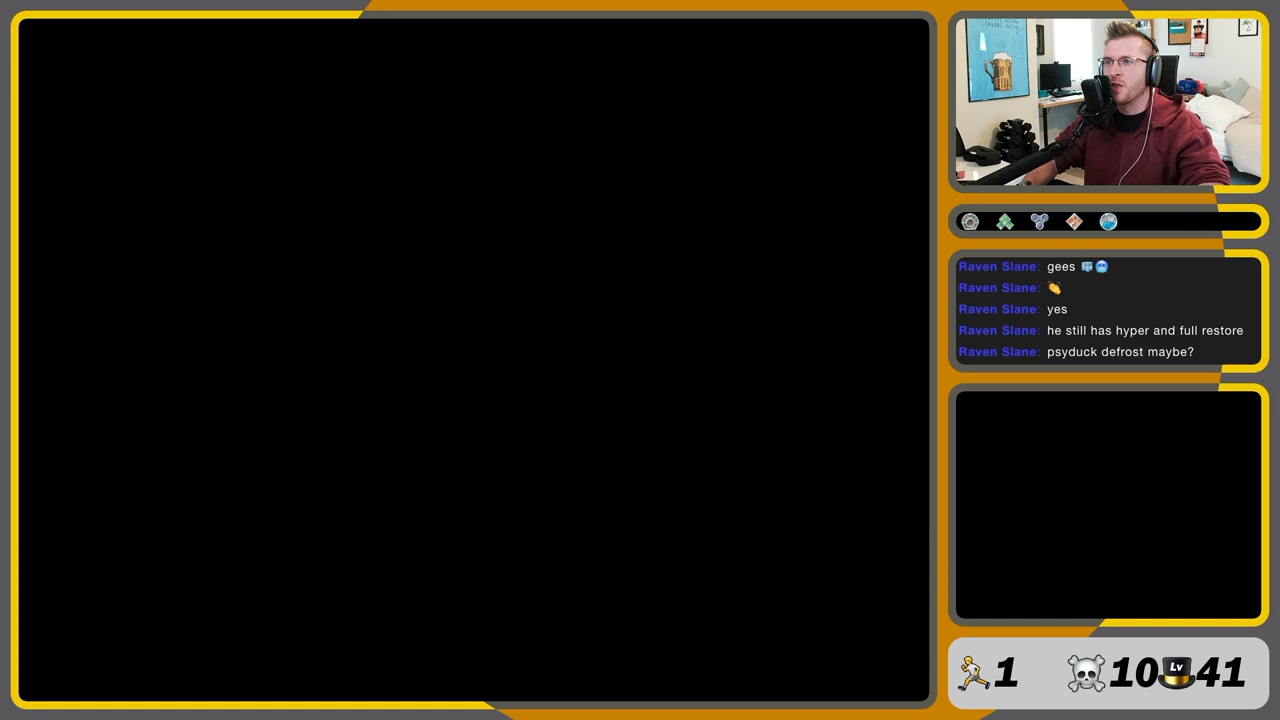 Raven Slane: gees
Raven Slane:
Raven Slane: yes
Raven Slane: he still has hyper and full restore
Raven Slane: psyduck defrost maybe?
1
10
Lv
41